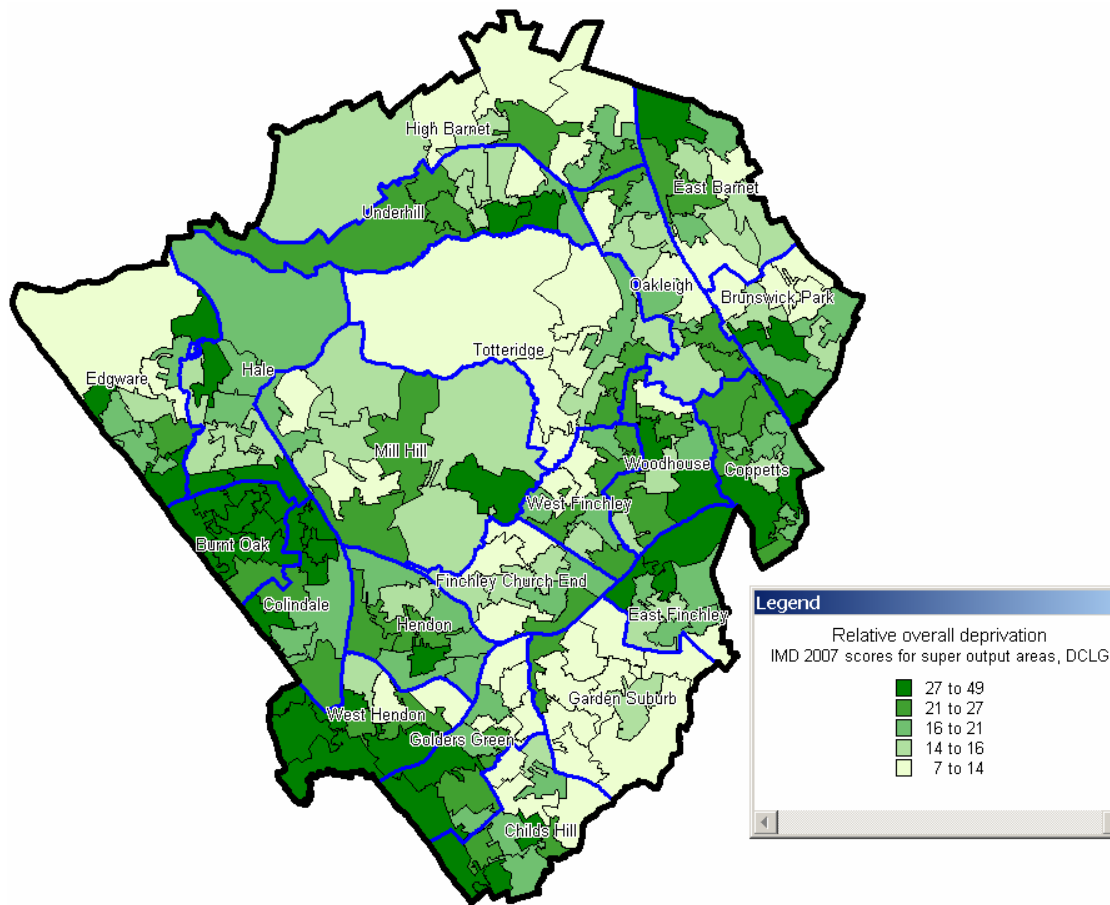 High Barnet
East Barnet
Underhill
Oakleigh
Brunswick Park
Totteridge
Edgware
Hale
Mill Hill
Woodhouse
Coppetts
West Finchley
Burnt Oak
Finchley Church End
Colindale
Hendon
East Finchley
Garden Suburb
West Hendon
Golders Green
Childs Hill
Legend
Relative overall deprivation
IMD 2007 scores for super output areas, DCLG
27 to 49
21 to 27
16 to 21
14 to 16
7 to 14